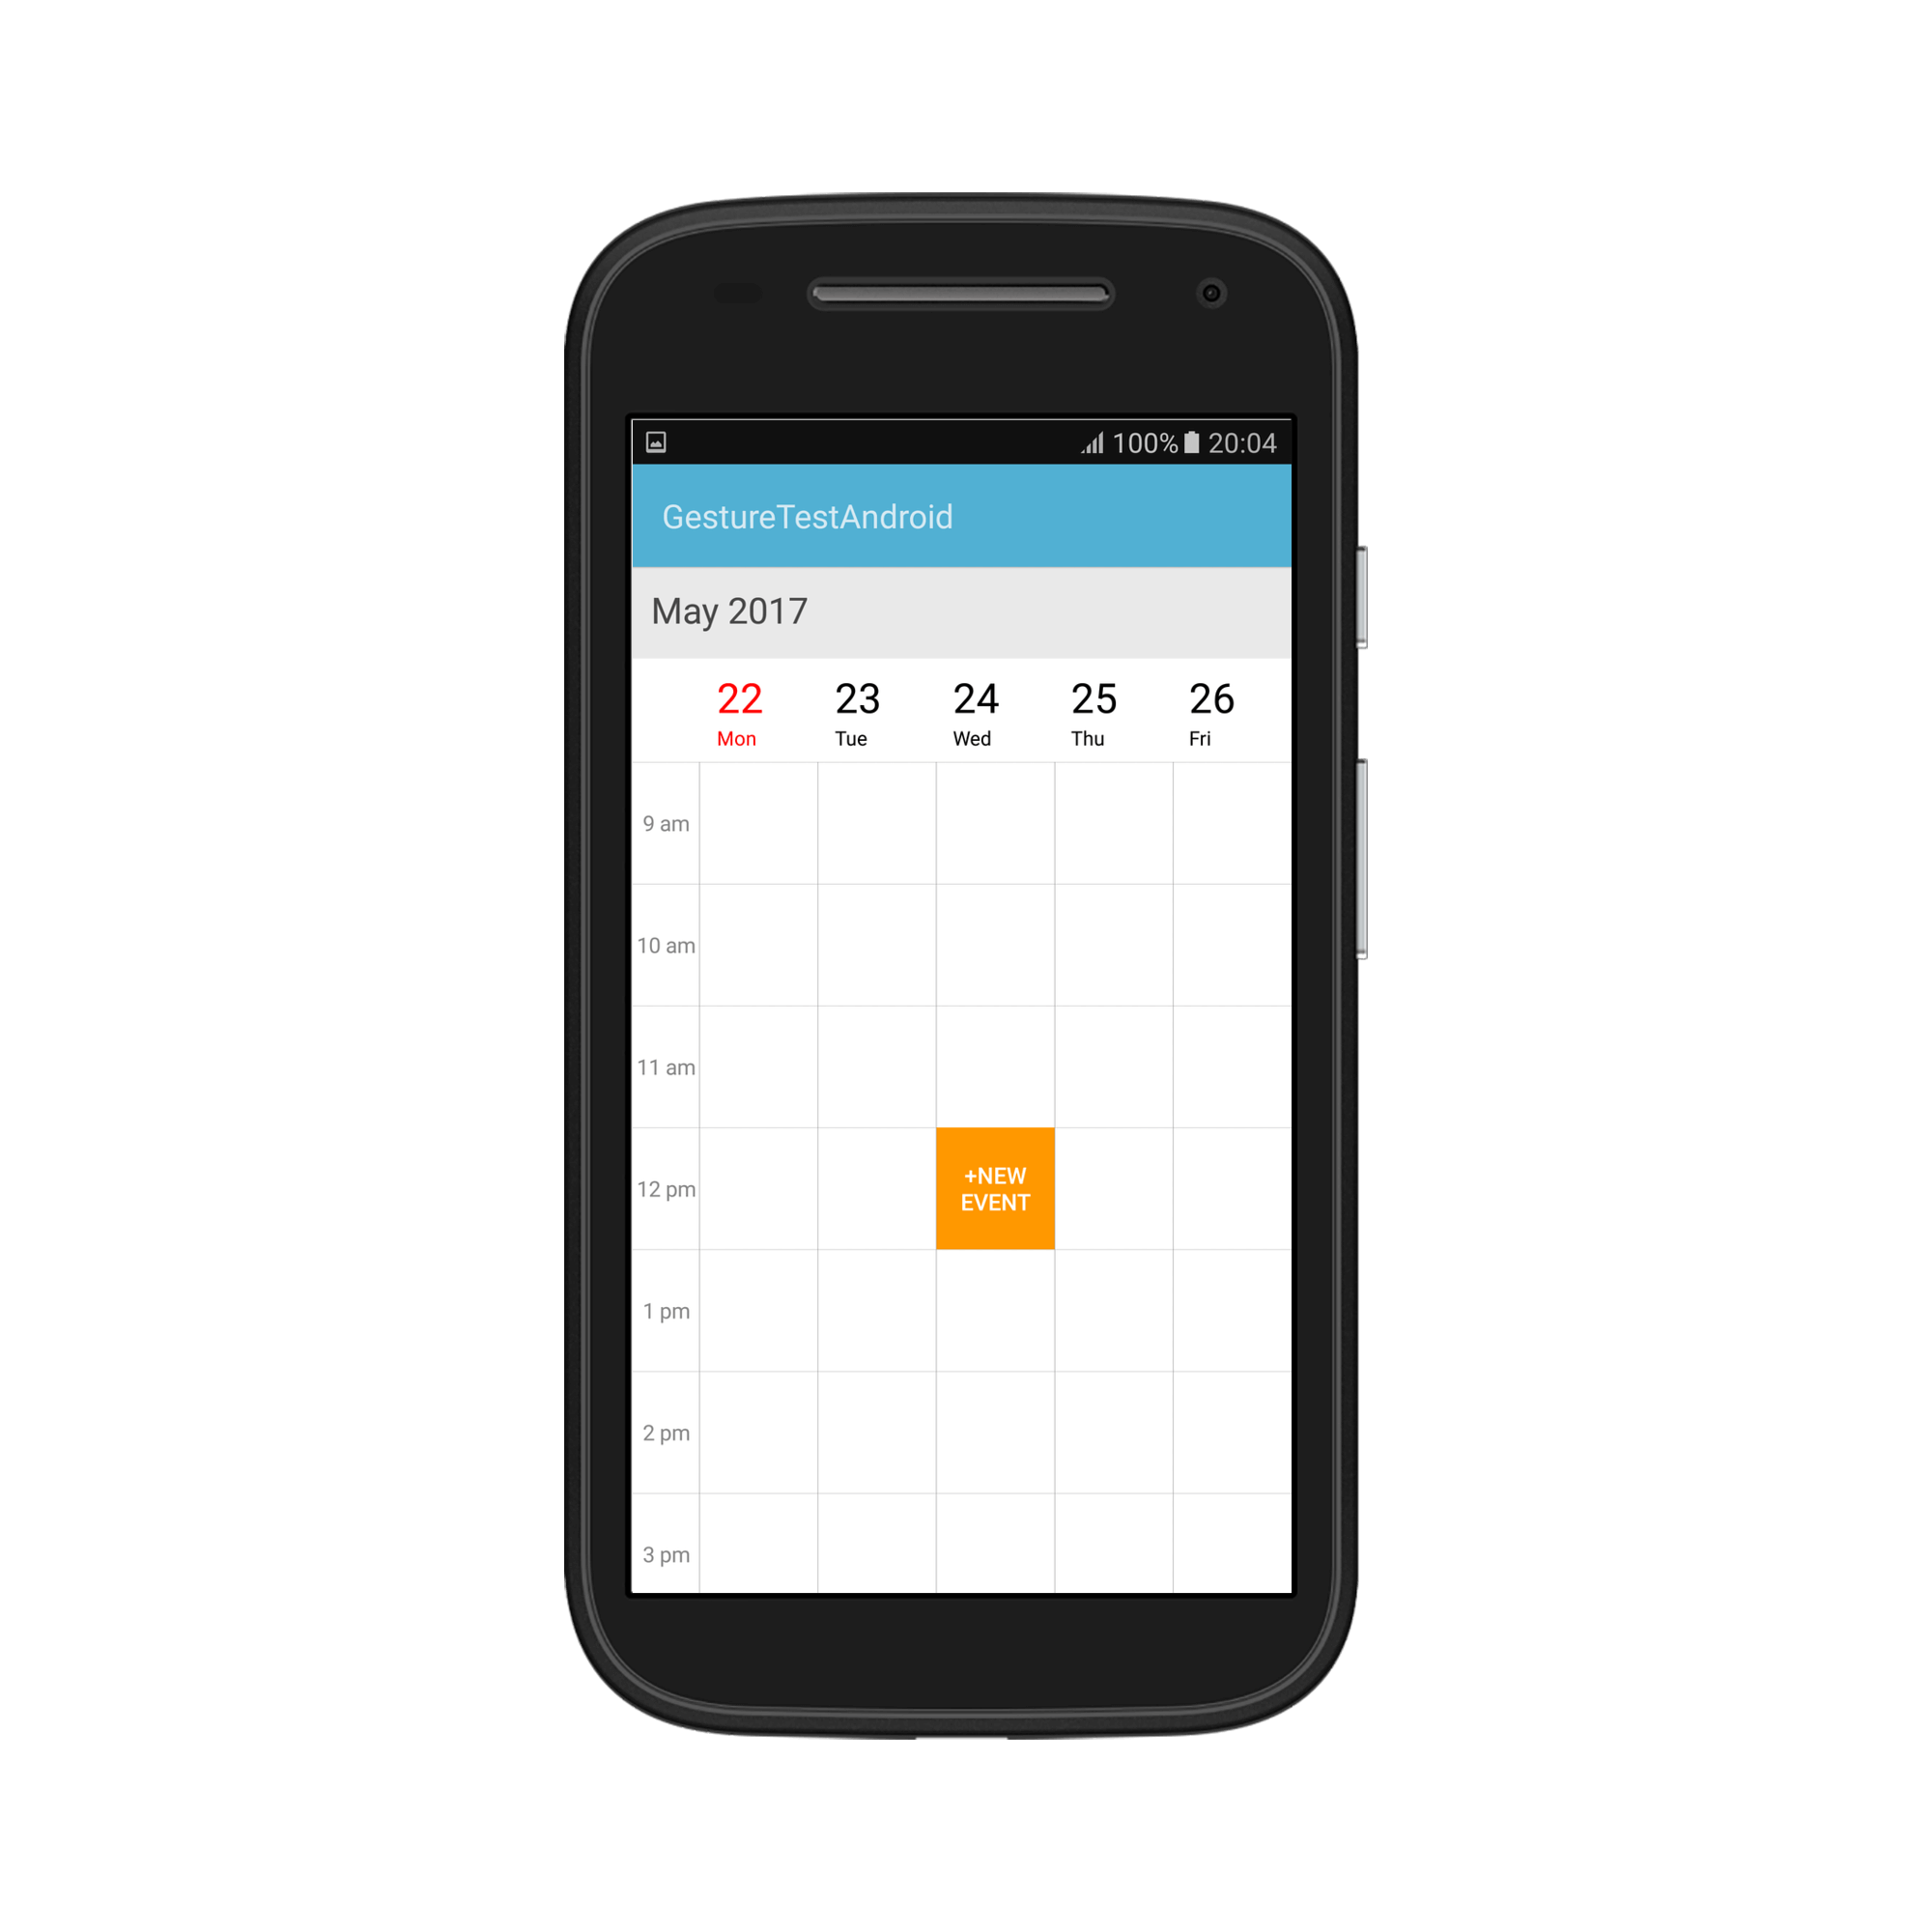 100% 20:04
GestureTestAndroid
May 2017
22 23 24 25 26
Mon Tue Wed Thu Fri
9 am
10 am
11 am
12 pm
+NEW
EVENT
1 pm
2 pm
3 pm